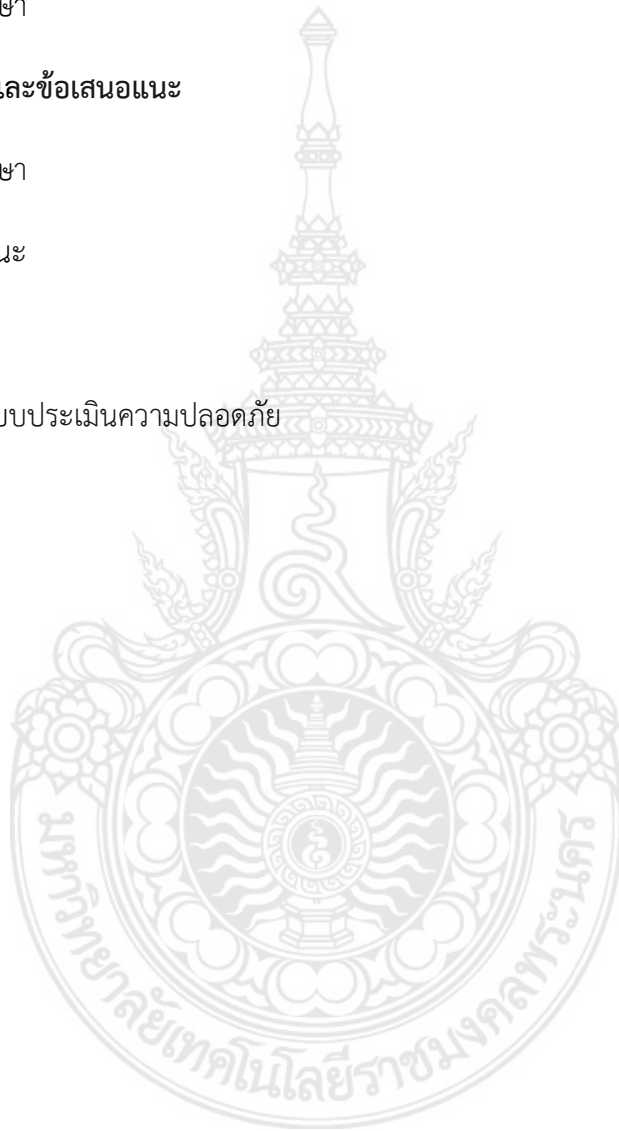 ษา
และข้อเสนอแนะ
ษา
นะ
บบประเมินความปลอดภัย
มหาวิทยาลัยเทคโนโลยีราชมงคลพระนคร